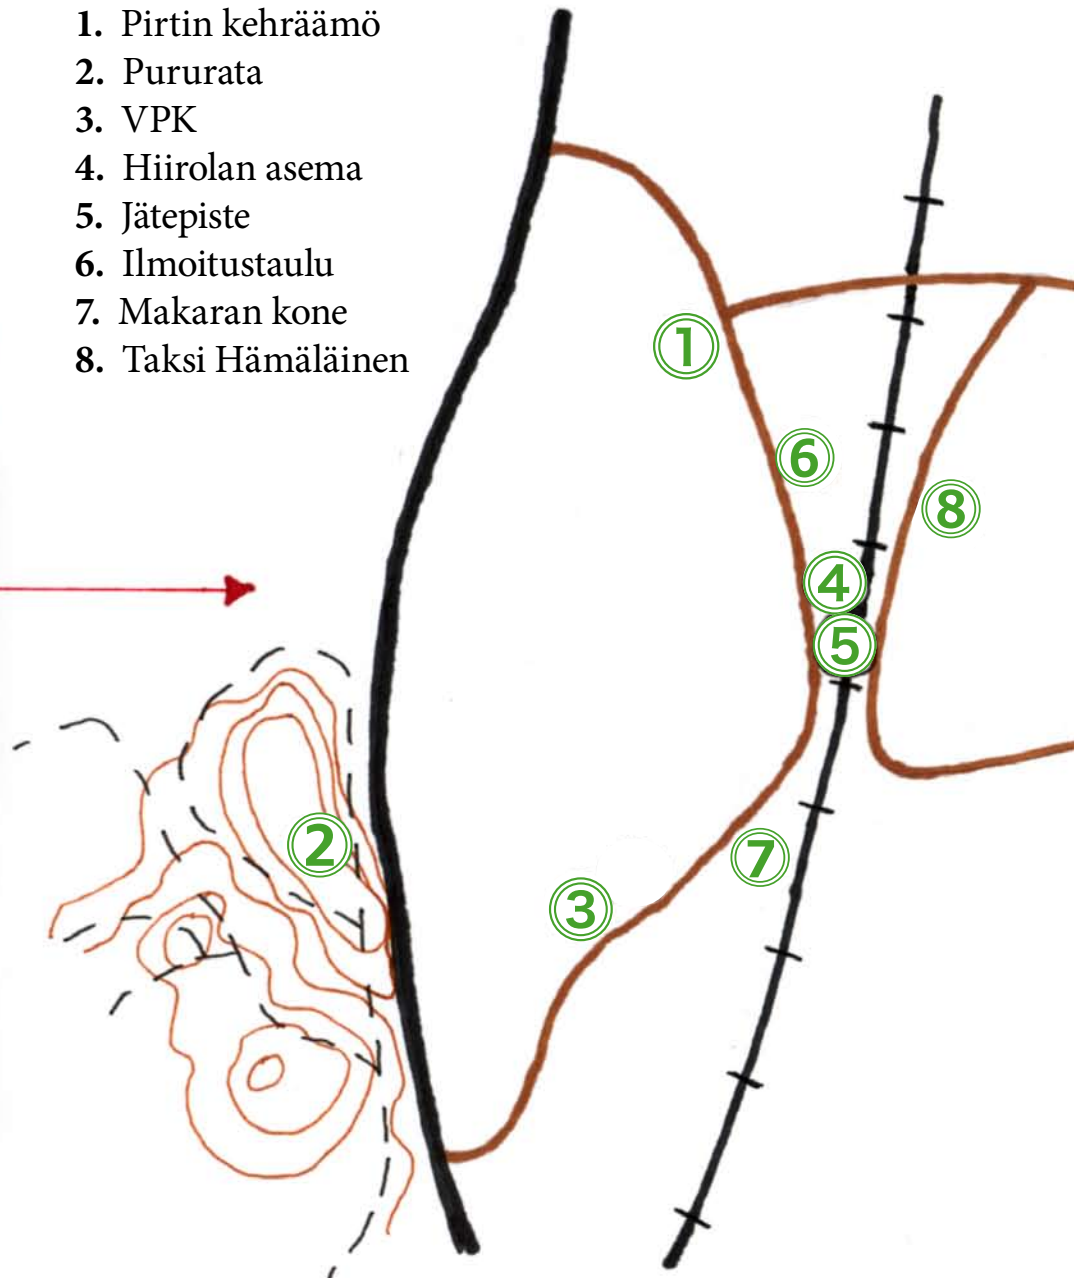 1. Pirtin kehräämö
2. Pururata
3. VPK
4. Hiirolan asema
5. Jätepiste
6. Ilmoitustaulu
7. Makaran kone
8. Taksi Hämäläinen
1
6
8
4
5
2
7
3